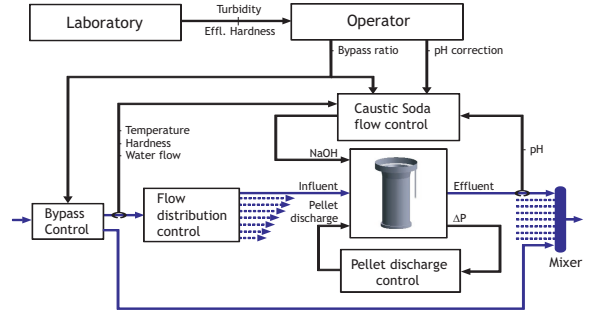 Laboratory
Turbidity
Effl. Hardness
Operator
Bypass ratio
pH correction
Caustic Soda
flow control
Temperature
Hardness
Water flow
NaOH
pH
Influent
Effluent
Pellet
discharge
ΔP
Bypass
Control
Flow
distribution
control
Pellet discharge
control
Mixer